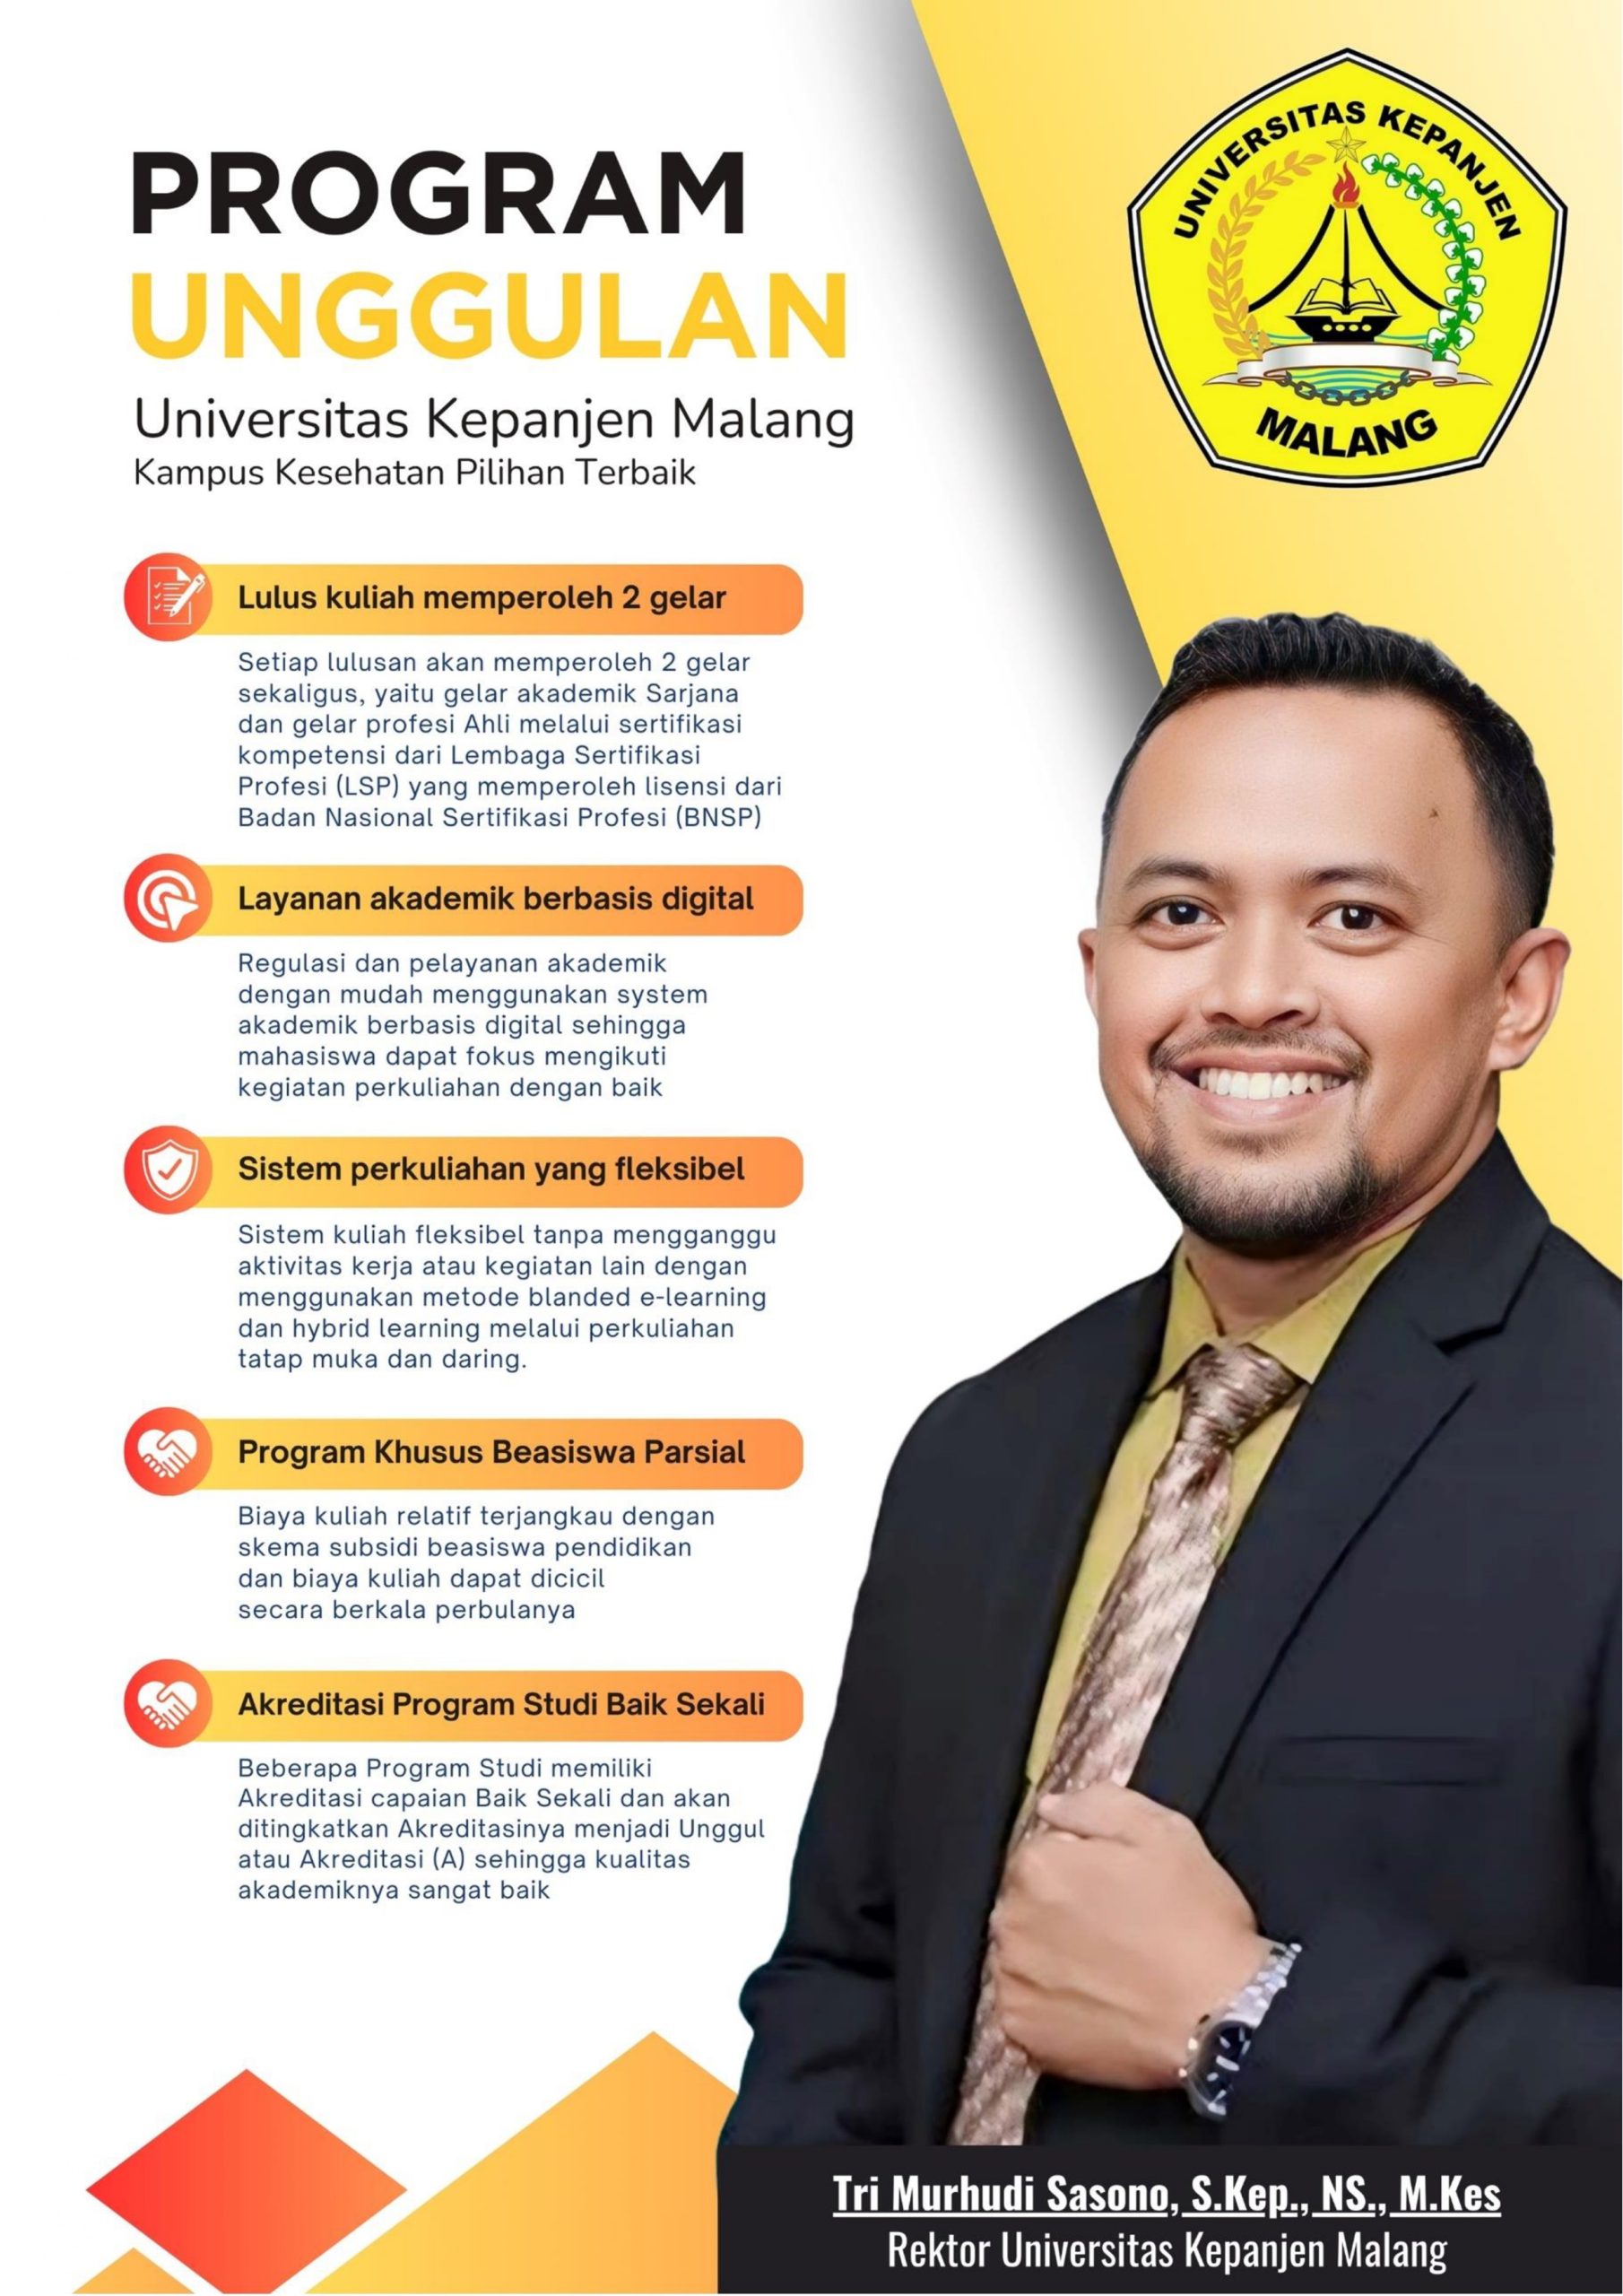 PROGRAM
UNGGULAN
Universitas Kepanjen Malang
Kampus Kesehatan Pilihan Terbaik
UNIVERSITAS KEPANJEN
MALANG
Lulus kuliah memperoleh 2 gelar
Setiap lulusan akan memperoleh 2 gelar
sekaligus, yaitu gelar akademik Sarjana
dan gelar profesi Ahli melalui sertifikasi
kompetensi dari Lembaga Sertifikasi
Profesi (LSP) yang memperoleh lisensi dari
Badan Nasional Sertifikasi Profesi (BNSP)
Layanan akademik berbasis digital
Regulasi dan pelayanan akademik
dengan mudah menggunakan system
akademik berbasis digital sehingga
mahasiswa dapat fokus mengikuti
kegiatan perkuliahan dengan baik
Sistem perkuliahan yang fleksibel
Sistem kuliah fleksibel tanpa mengganggu
aktivitas kerja atau kegiatan lain dengan
menggunakan metode blanded e-learning
dan hybrid learning melalui perkuliahan
tatap muka dan daring.
Program Khusus Beasiswa Parsial
Biaya kuliah relatif terjangkau dengan
skema subsidi beasiswa pendidikan
dan biaya kuliah dapat dicicil
secara berkala perbulanya
Akreditasi Program Studi Baik Sekali
Beberapa Program Studi memiliki
Akreditasi capaian Baik Sekali dan akan
ditingkatkan Akreditasinya menjadi Unggul
atau Akreditasi (A) sehingga kualitas
akademiknya sangat baik
Tri Murhudi Sasono, S.Kep., NS., M.Kes
Rektor Universitas Kepanjen Malang